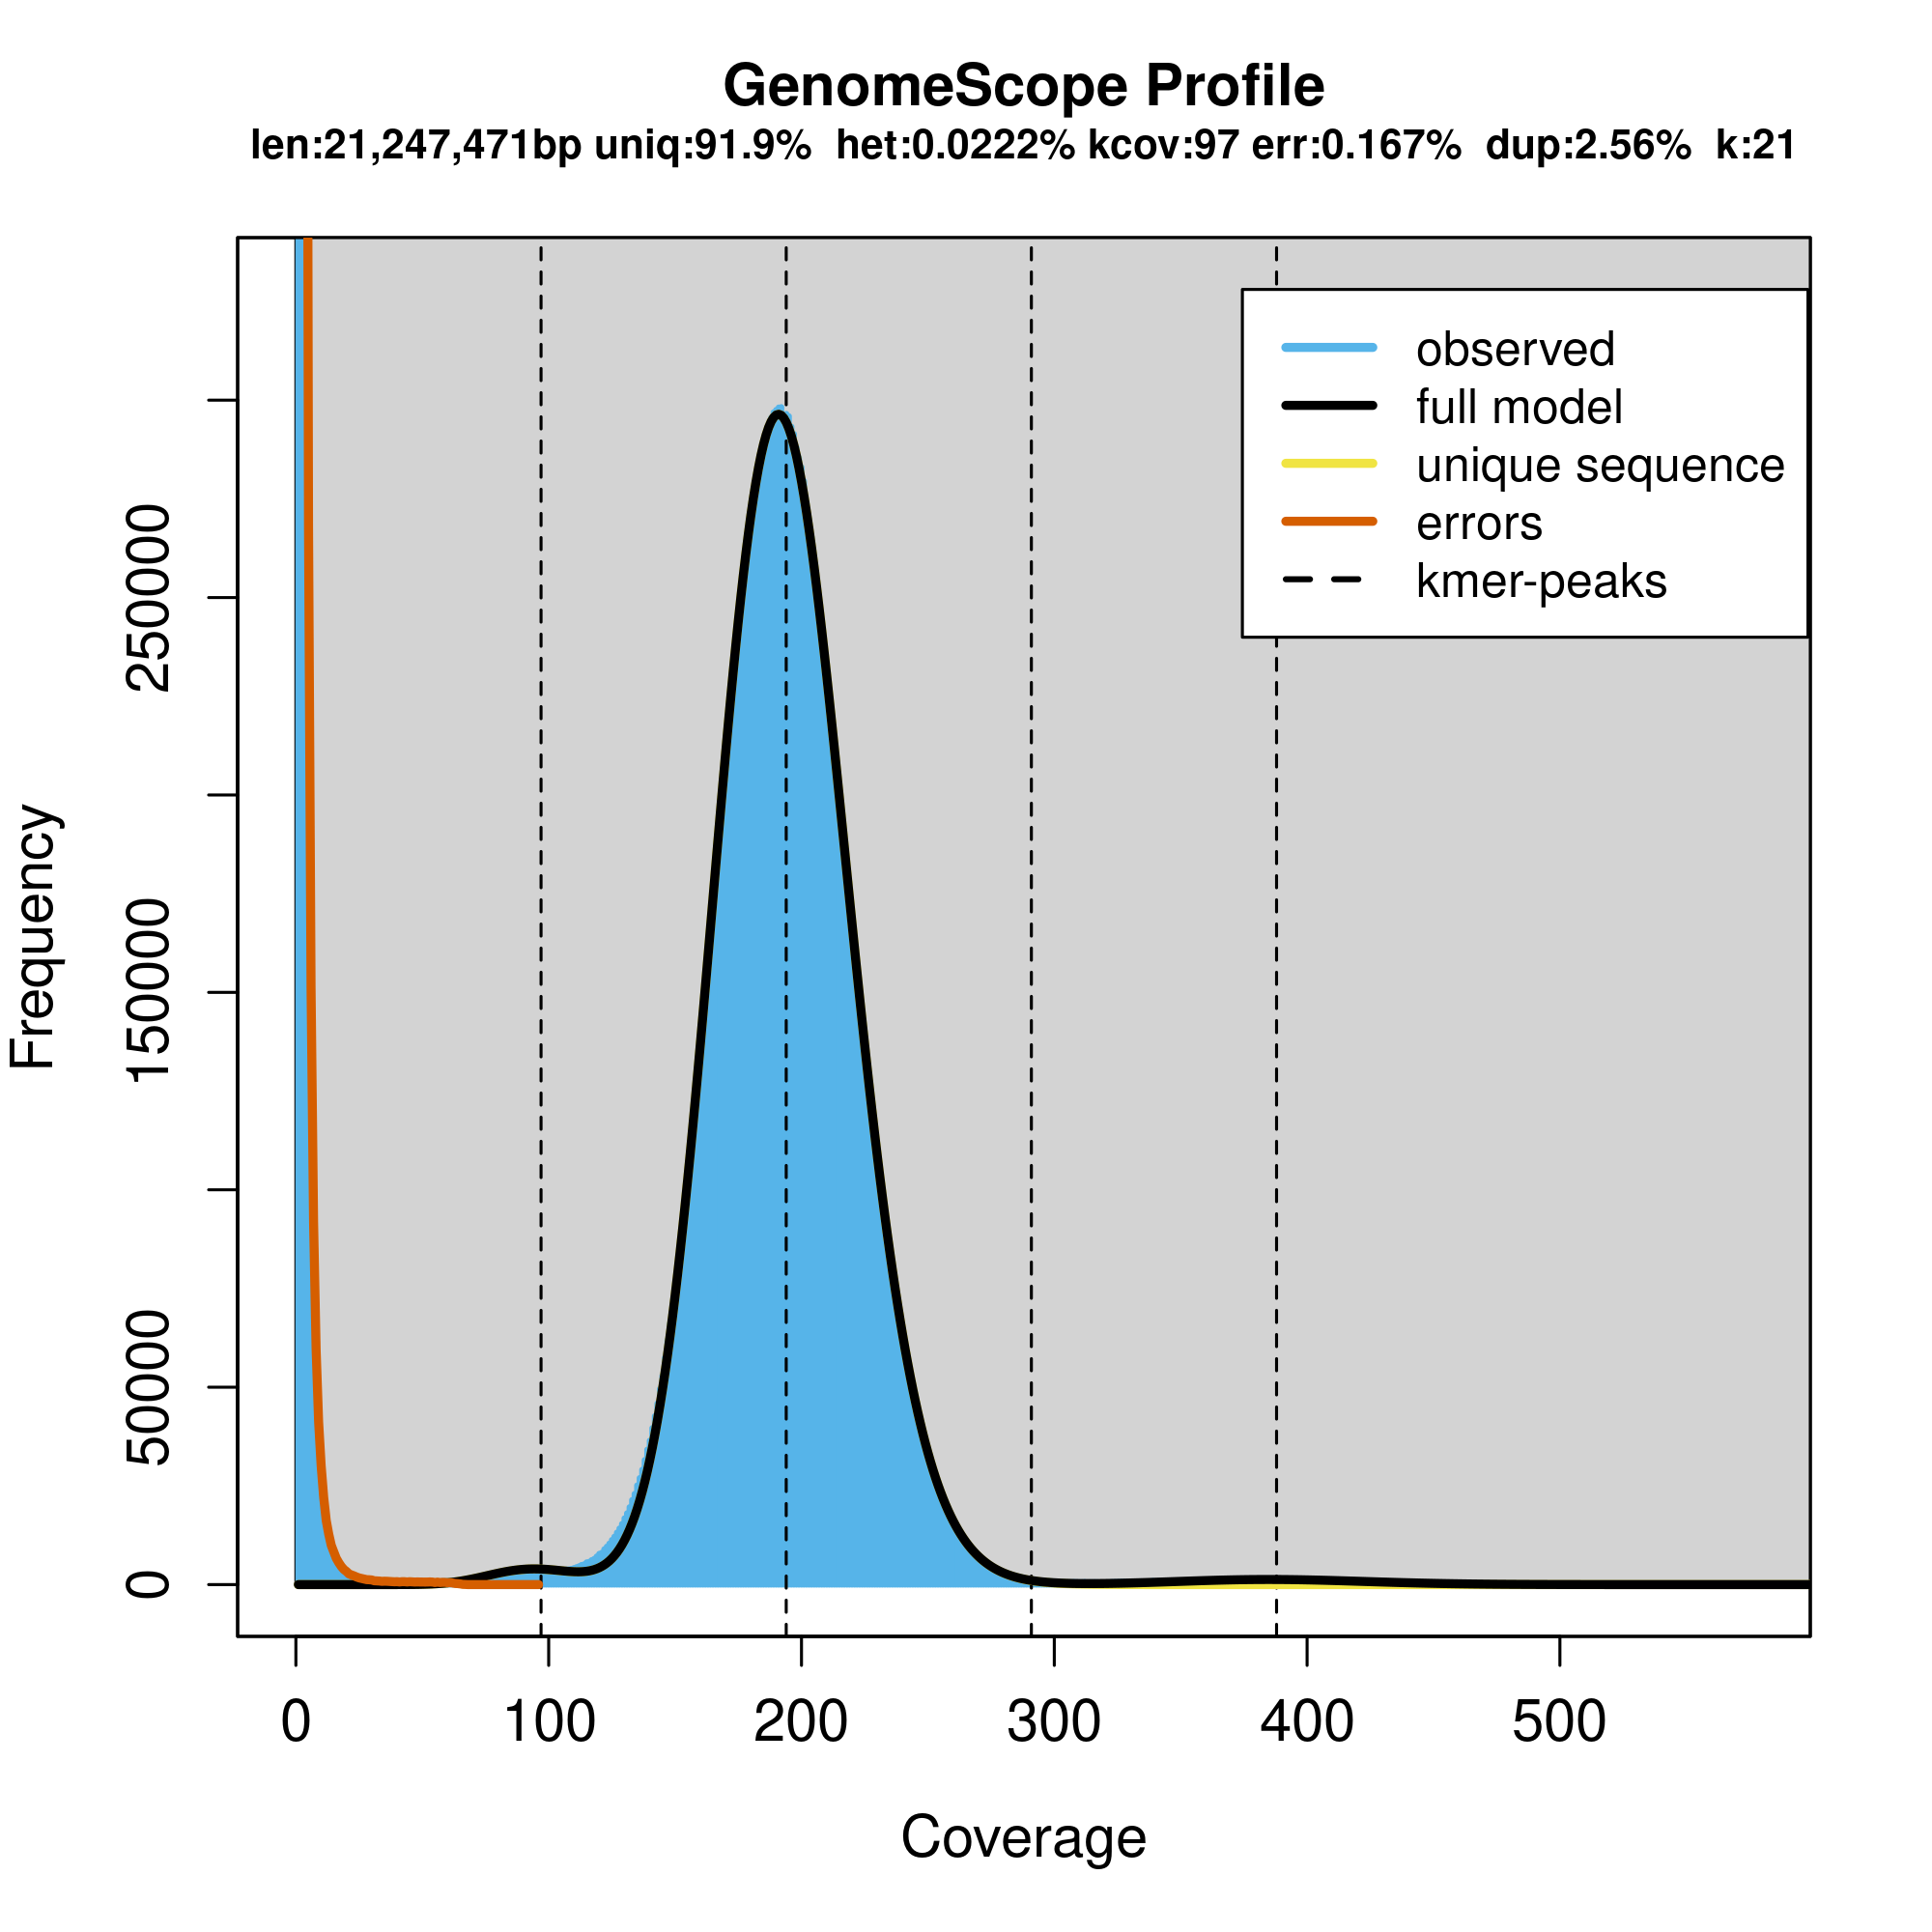 GenomeScope Profile
len:21,247,471bp uniq:91.9% het:0.0222% kcov:97 err:0.167% dup:2.56% k:21
observed
full model
unique sequence
errors
kmer-peaks
Frequency
250000
150000
50000
0
0 100 200 300 400 500
Coverage